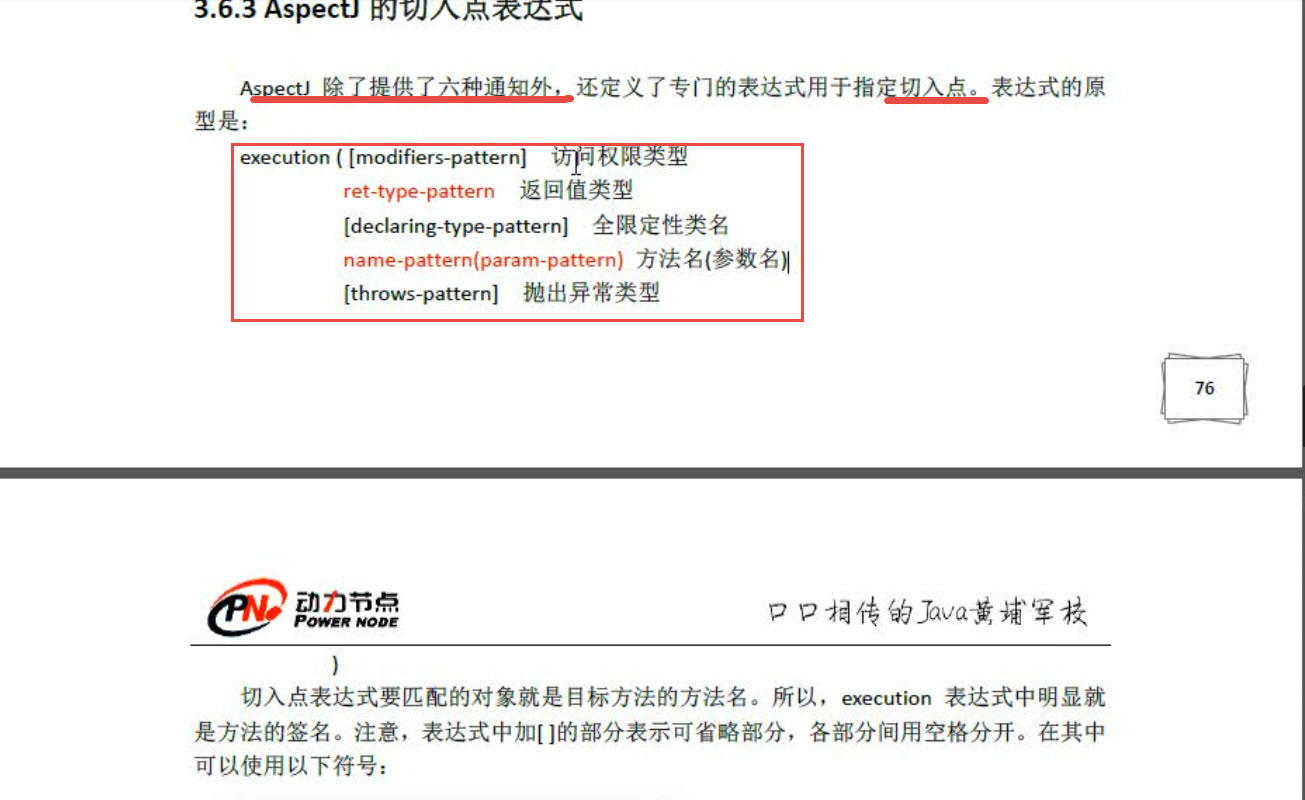 3.6.3 AspectJ 的切入点表达式
AspectJ 除了提供了六种通知外，还定义了专门的表达式用于指定切入点。表达式的原
型是：
execution ( [modifiers-pattern] 访问权限类型
ret-type-pattern 返回值类型
[declaring-type-pattern] 全限定性类名
name-pattern(param-pattern) 方法名(参数名)
[throws-pattern] 抛出异常类型
76
PN 动力节点
POWER NODE
口口相传的Java黄埔军校
)
切入点表达式要匹配的对象就是目标方法的方法名。所以，execution 表达式中明显就
是方法的签名。注意，表达式中加[ ]的部分表示可省略部分，各部分间用空格分开。在其中
可以使用以下符号：